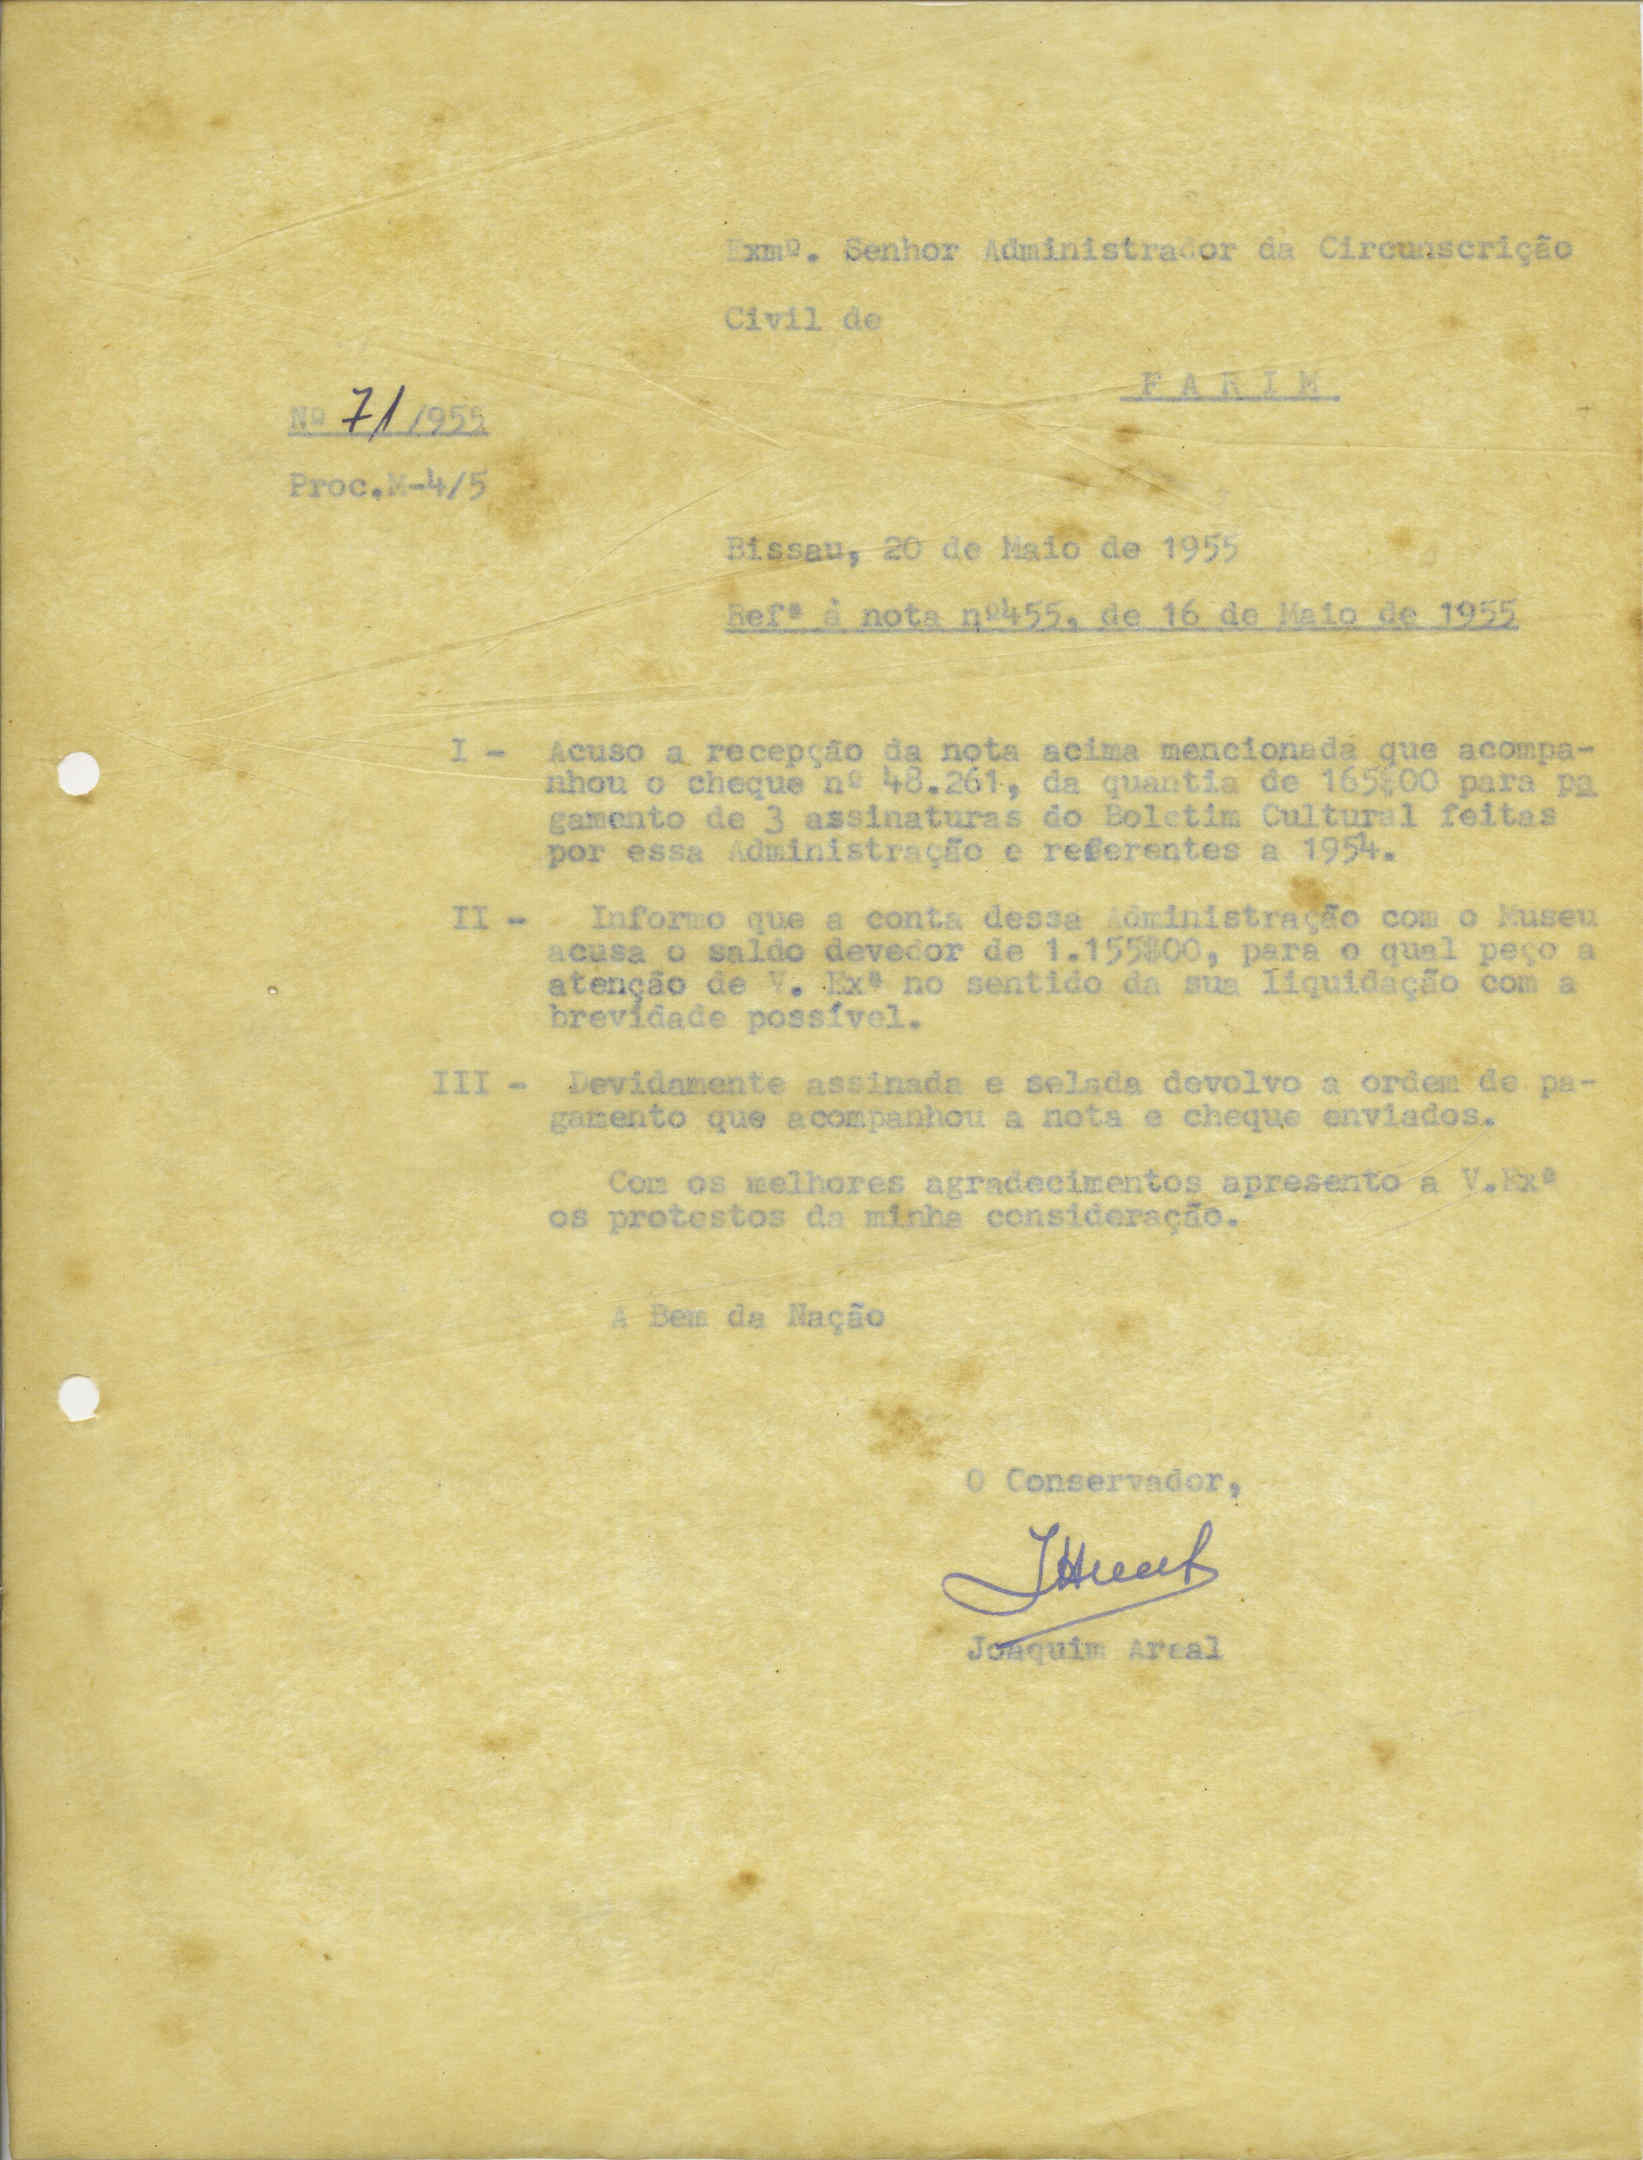 Exmº. Senhor Administrador da Circunscrição
Civil de
F A R I M
Nº 71/955
Proc.M-4/5
Bissau, 20 de Maio de 1955
Refª à nota nº455, de 16 de Maio de 1955
I - Acuso a recepção da nota acima mencionada que acompa-
nhou o cheque nº 48.261, da quantia de 165$00 para pa
gamento de 3 assinaturas do Boletim Cultural feitas
por essa Administração e referentes a 1954.
II - Informo que a conta dessa Administração com o Museu
acusa o saldo devedor de 1.155$00, para o qual peço a
atenção de V. Exª no sentido da sua liquidação com a
brevidade possível.
III - Devidamente assinada e selada devolvo a ordem de pa-
gamento que acompanhou a nota e cheque enviados.
Com os melhores agradecimentos apresento a V.Exª
os protestos da minha consideração.
A Bem da Nação
O Conservador,
Joaquim Areal